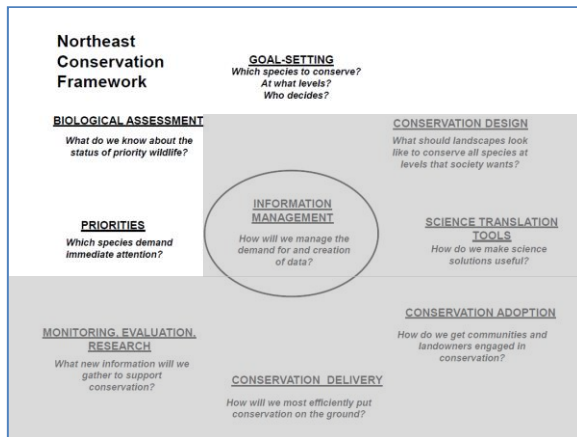 Northeast
Conservation
Framework
GOAL-SETTING
Which species to conserve?
At what levels?
Who decides?
BIOLOGICAL ASSESSMENT
What do we know about the
status of priority wildlife?
CONSERVATION DESIGN
What should landscapes look
like to conserve all species at
levels that society wants?
INFORMATION
MANAGEMENT
How will we manage the
demand for and creation
of data?
PRIORITIES
Which species demand
immediate attention?
SCIENCE TRANSLATION
TOOLS
How do we make science
solutions useful?
CONSERVATION ADOPTION
How do we get communities and
landowners engaged in
conservation?
MONITORING, EVALUATION,
RESEARCH
What new information will we
gather to support
conservation?
CONSERVATION DELIVERY
How will we most efficiently put
conservation on the ground?